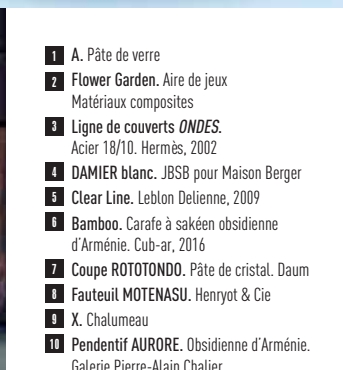 1 A. Pâte de verre
2 Flower Garden. Aire de jeux
Matériaux composites
3 Ligne de couverts ONDES.
Acier 18/10. Hermès, 2002
4 DAMIER blanc. JBSB pour Maison Berger
5 Clear Line. Leblon Delienne, 2009
6 Bamboo. Carafe à sakéen obsidienne
d'Arménie. Cub-ar, 2016
7 Coupe ROTOTONDO. Pâte de cristal. Daum
8 Fauteuil MOTENASU. Henryot & Cie
9 X. Chalumeau
10 Pendentif AURORE. Obsidienne d'Arménie.
Galerie Pierre-Alain Chalier